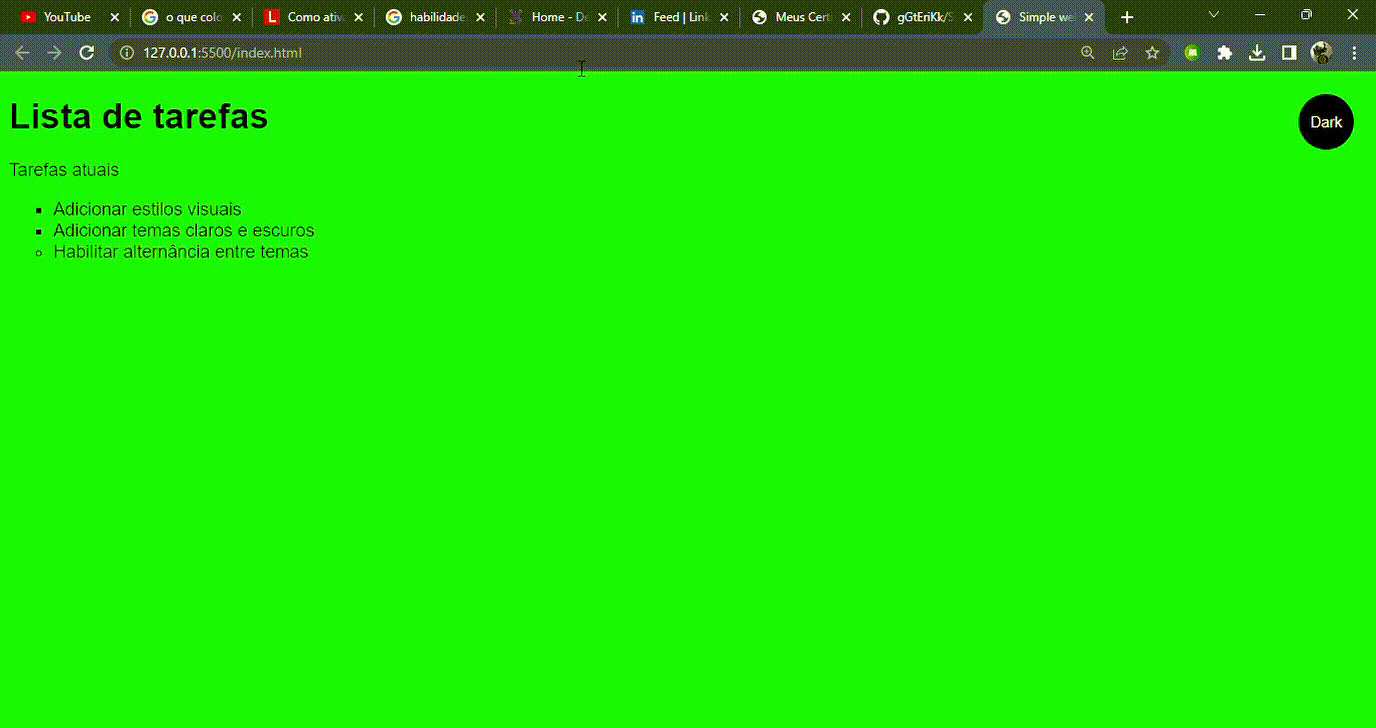 YouTube
o que colo
Como ativ
habilidade
Home - D
Feed | Link
Meus Cert
gGtEriKk/S
Simple we
127.0.0.1:5500/index.html
Lista de tarefas
Dark
Tarefas atuais
Adicionar estilos visuais
Adicionar temas claros e escuros
Habilitar alternância entre temas